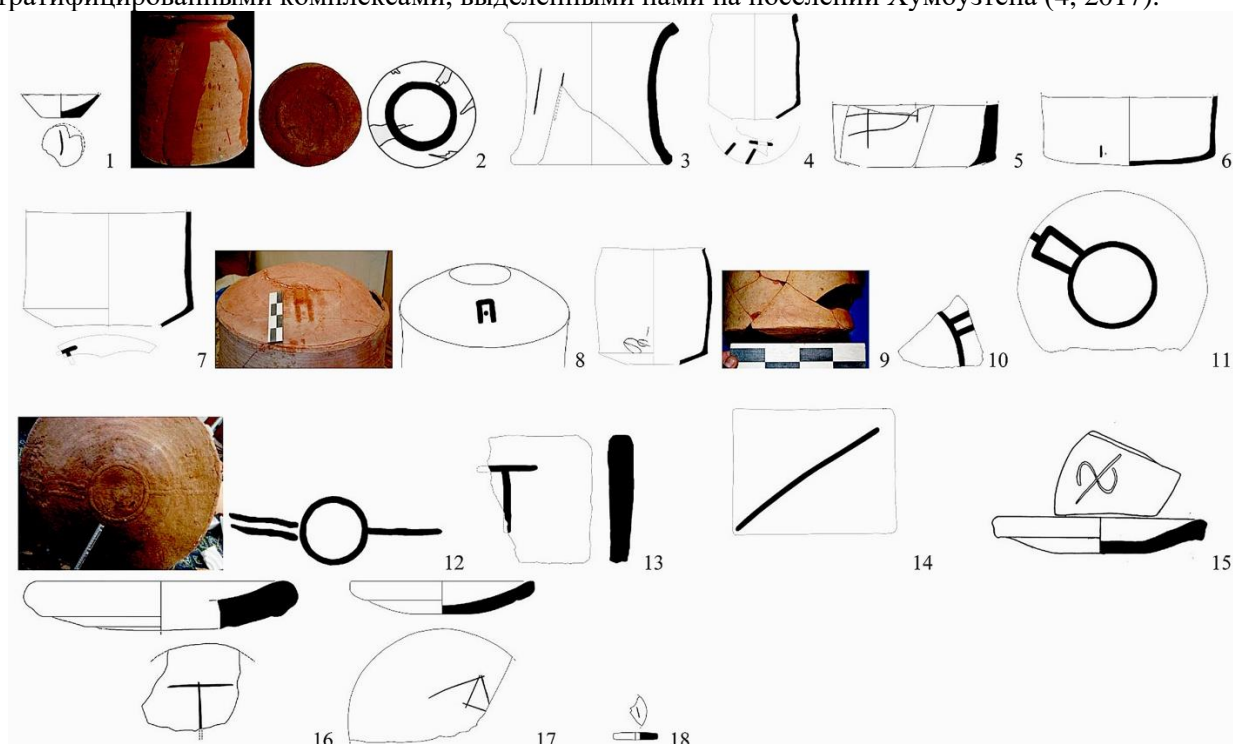 тратифицированными комплексами, выделенными нами на поселении Хумбузтепа (4; 2017).
1 2 3 4 5 6
7 8 9 10 11
12 13 14 15
16 17 18